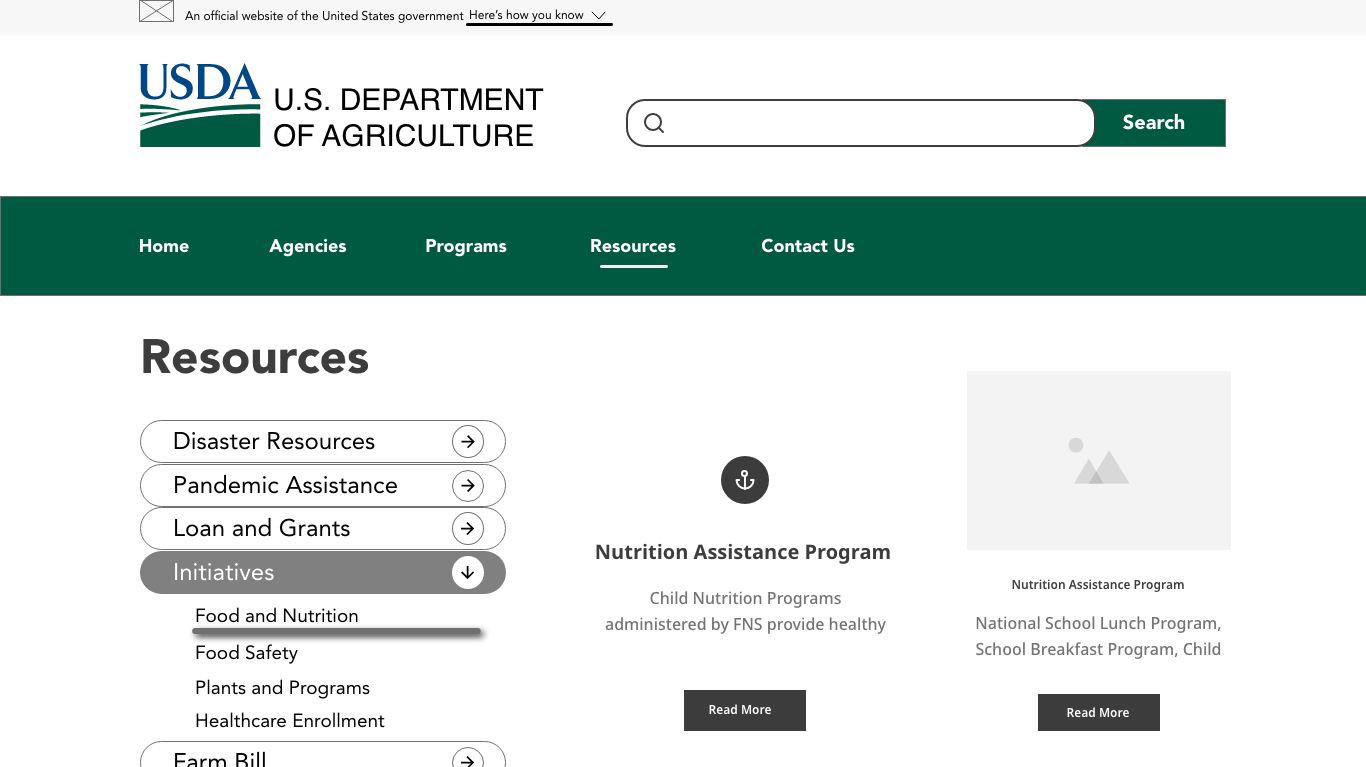 An official website of the United States government Here's how you know
USDA
U.S. DEPARTMENT
OF AGRICULTURE
Search
Home Agencies Programs Resources Contact Us
Resources
Disaster Resources
Pandemic Assistance
Loan and Grants
Initiatives
Food and Nutrition
Food Safety
Plants and Programs
Healthcare Enrollment
Farm Bill
Nutrition Assistance Program
Child Nutrition Programs
administered by FNS provide healthy
Read More
Nutrition Assistance Program
National School Lunch Program,
School Breakfast Program, Child
Read More